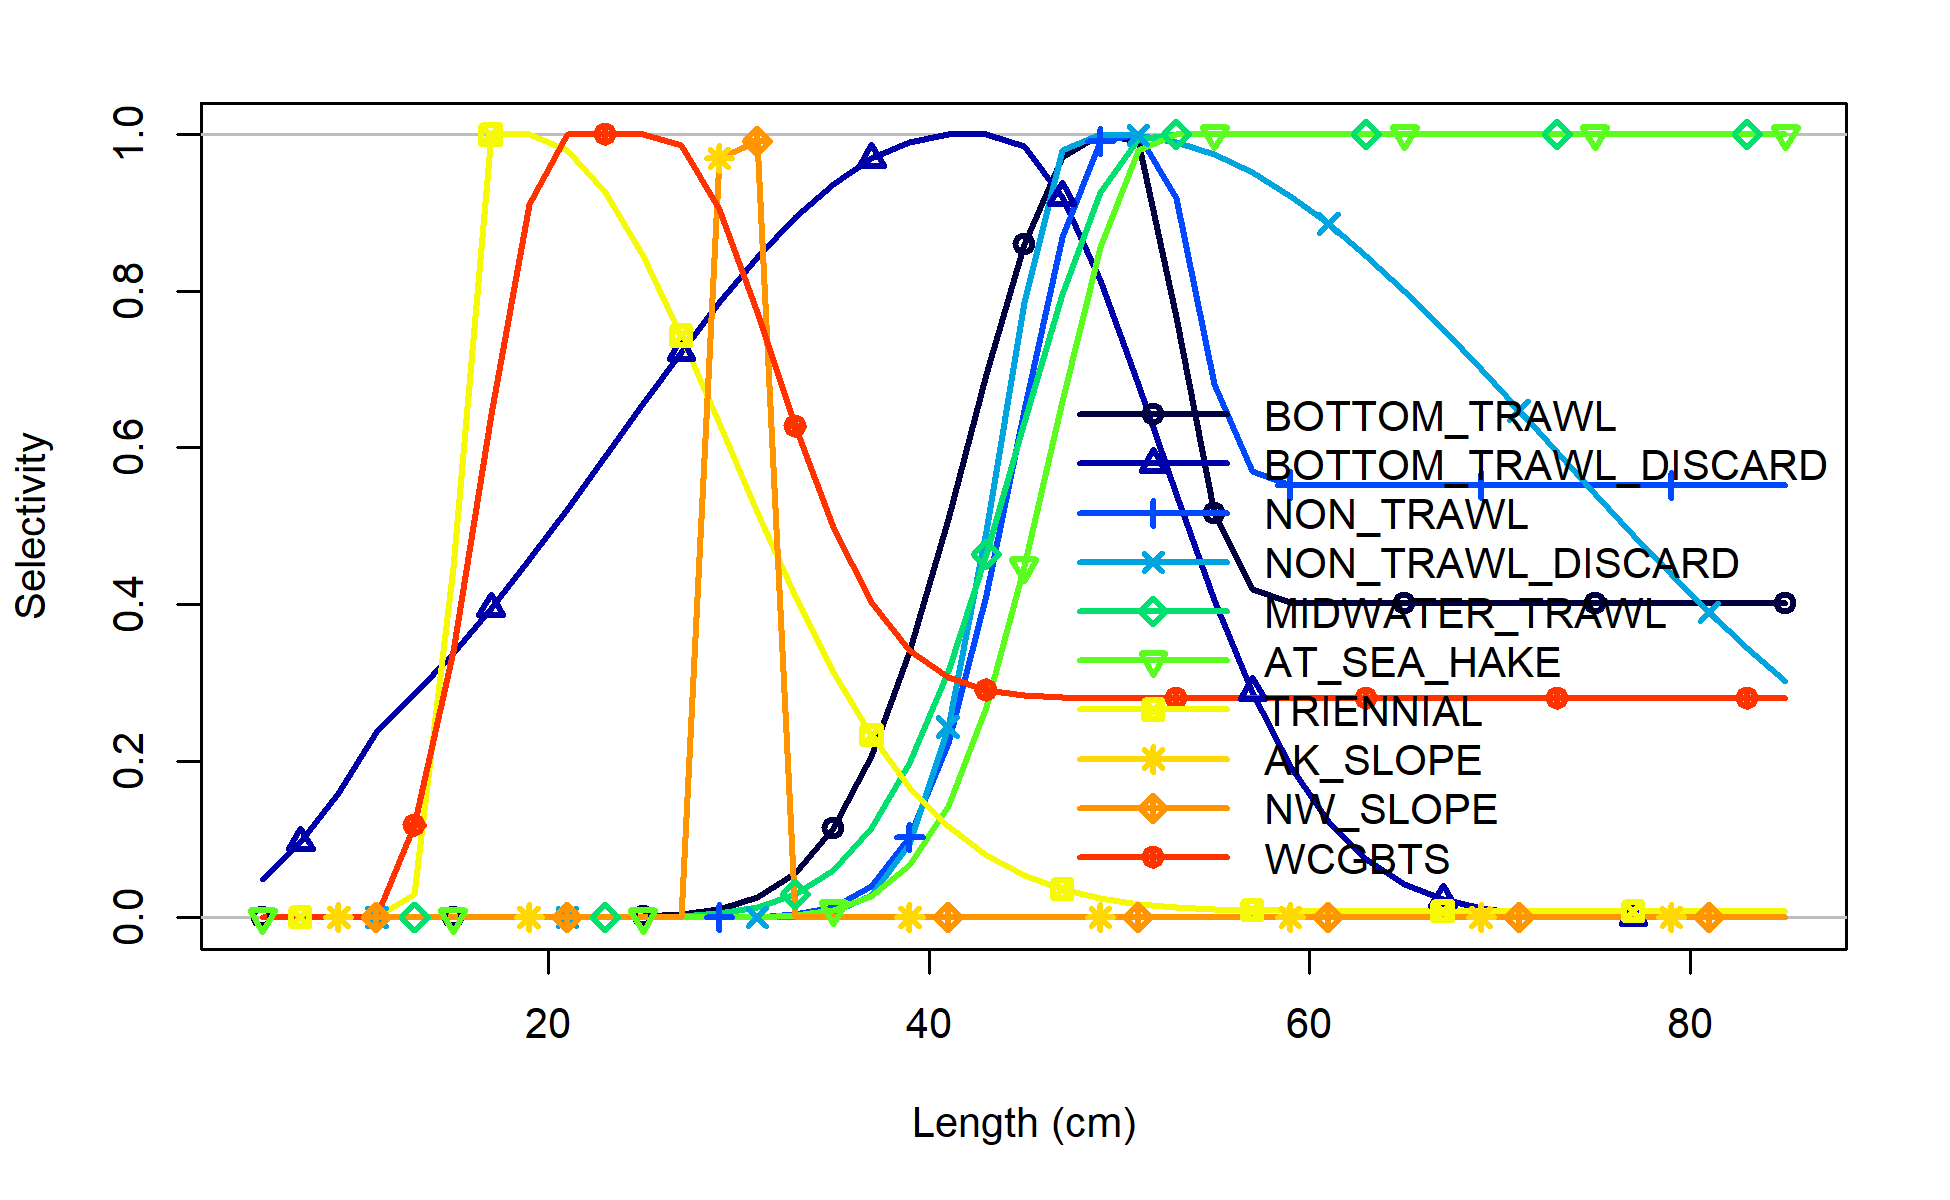 1.0
0.8
0.6
0.4
0.2
0.0
Selectivity
BOTTOM_TRAWL
BOTTOM_TRAWL_DISCARD
NON_TRAWL
NON_TRAWL_DISCARD
MIDWATER_TRAWL
AT_SEA_HAKE
TRIENNIAL
AK_SLOPE
NW_SLOPE
WCGBTS
20 40 60 80
Length (cm)